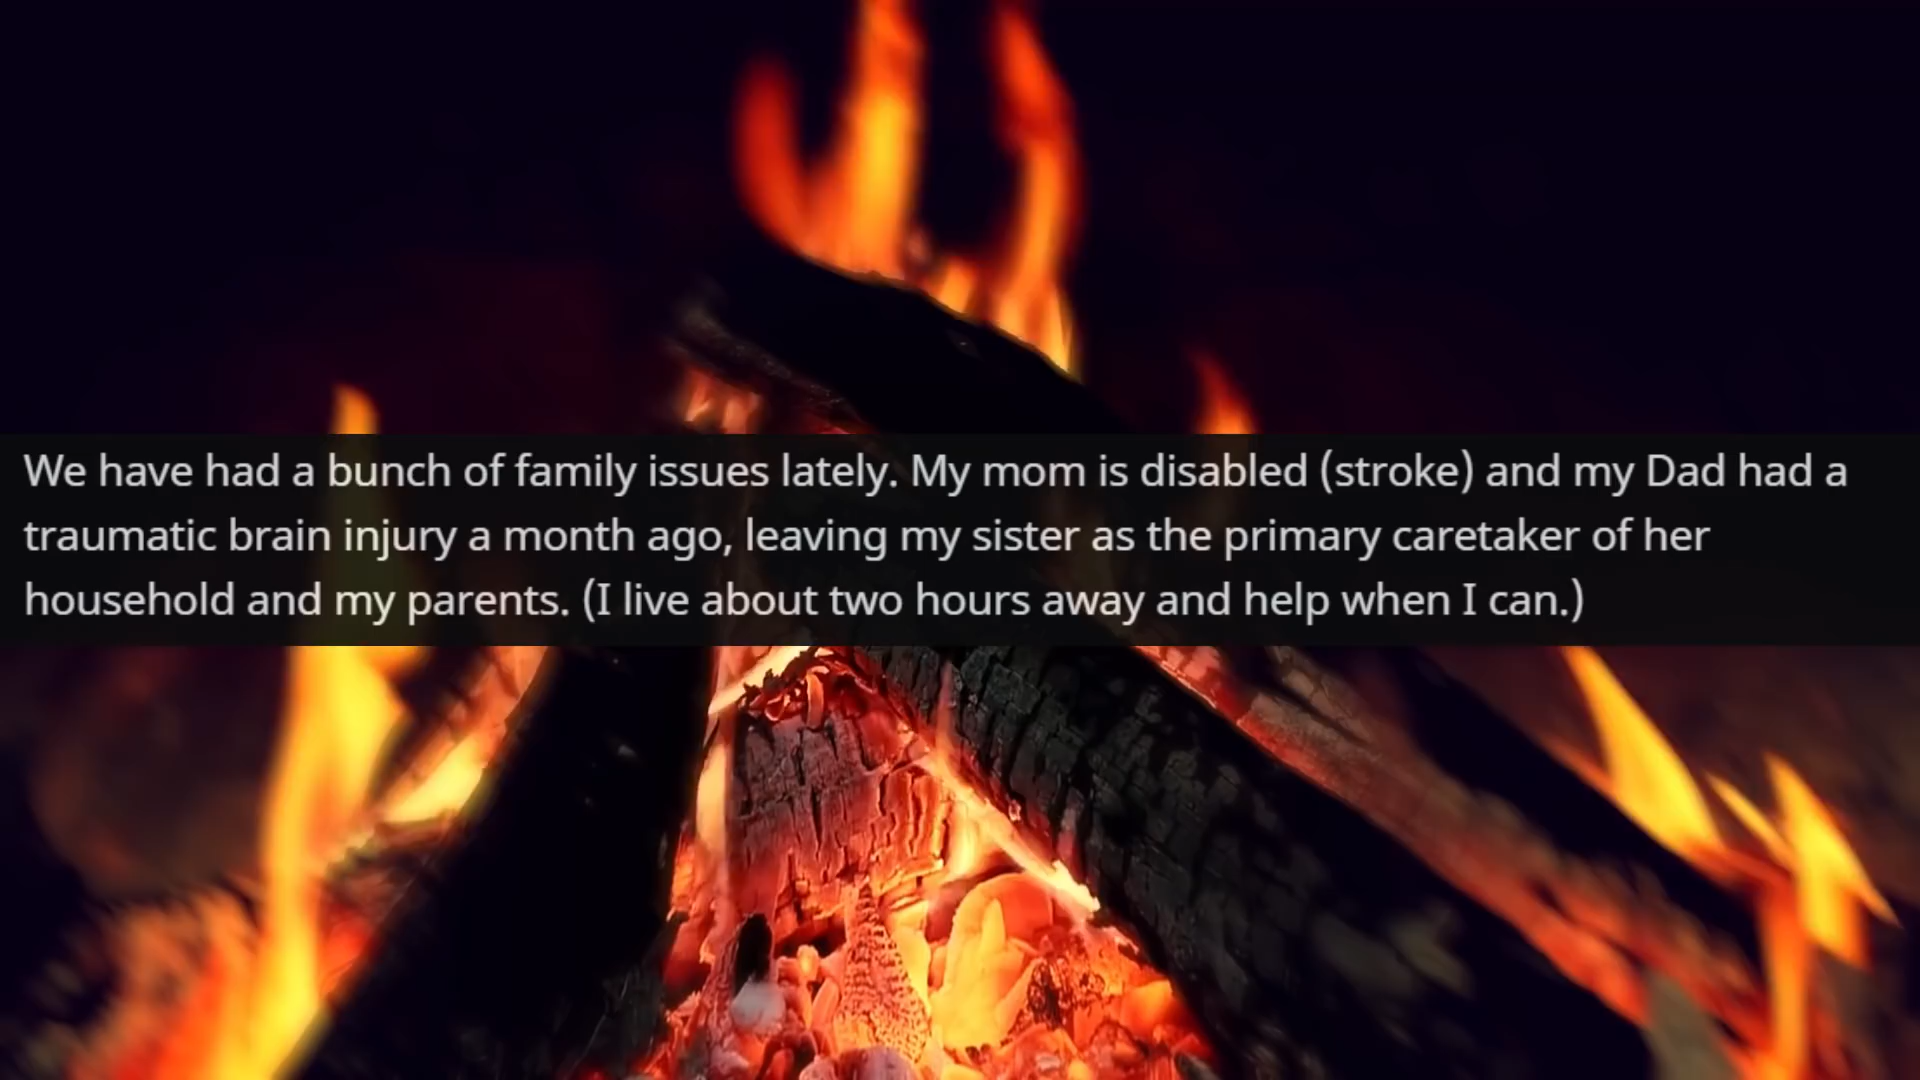 We have had a bunch of family issues lately. My mom is disabled (stroke) and my Dad had a
traumatic brain injury a month ago, leaving my sister as the primary caretaker of her
household and my parents. (I live about two hours away and help when I can.)